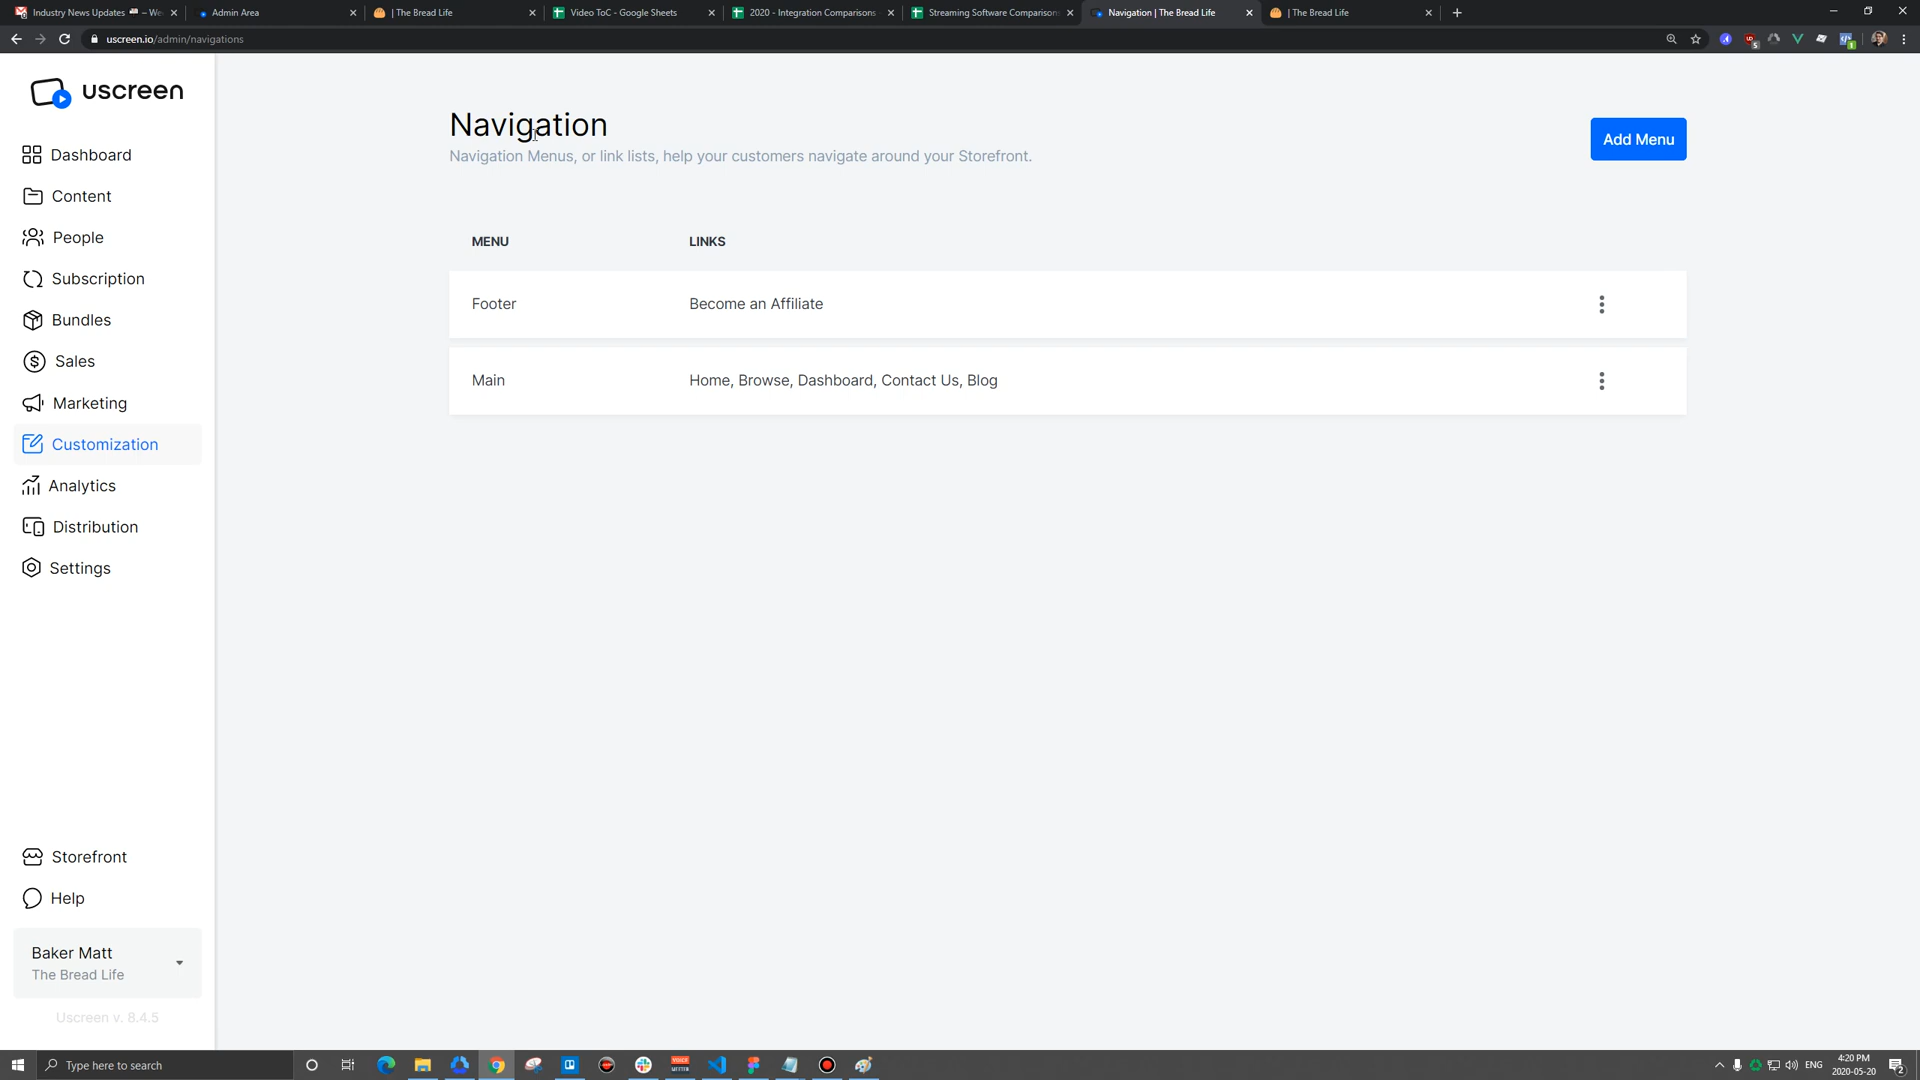 Industry News Updates – We
Admin Area
| The Bread Life
Video ToC - Google Sheets
2020 - Integration Comparisons
Streaming Software Comparison
Navigation | The Bread Life
| The Bread Life
uscreen.io/admin/navigations
uscreen
Dashboard
Content
People
Subscription
Bundles
Sales
Marketing
Customization
Analytics
Distribution
Settings
Storefront
Help
Baker Matt
The Bread Life
Uscreen v. 8.4.5
Navigation
Navigation Menus, or link lists, help your customers navigate around your Storefront.
Add Menu
MENU LINKS
Footer Become an Affiliate
Main Home, Browse, Dashboard, Contact Us, Blog
Type here to search
ENG
4:20 PM
2020-05-20